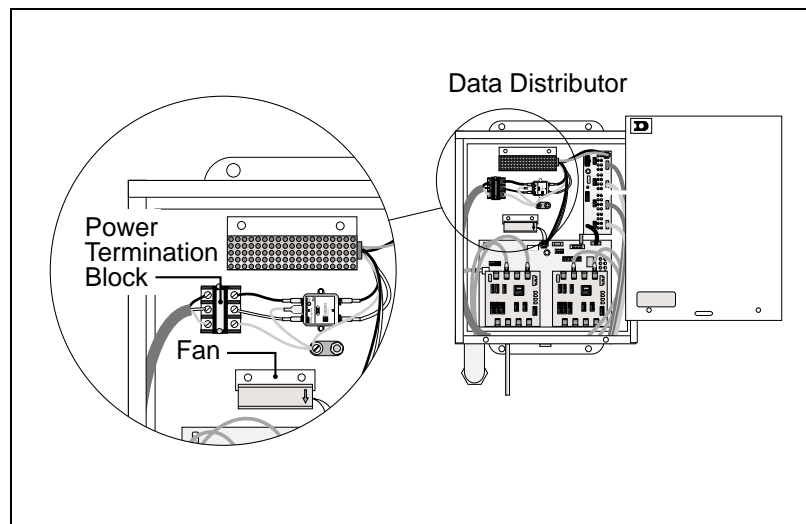 Data Distributor
D
Power
Termination
Block
Fan